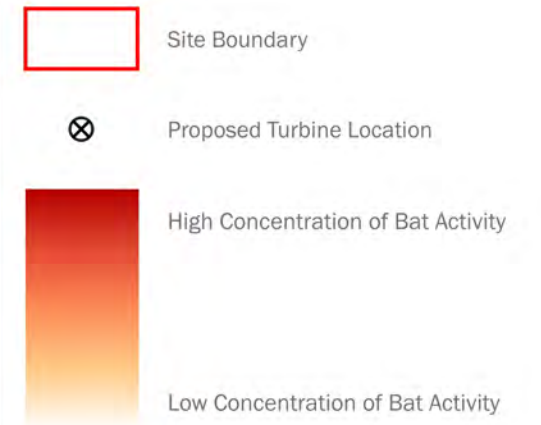 Site Boundary
Proposed Turbine Location
High Concentration of Bat Activity
Low Concentration of Bat Activity